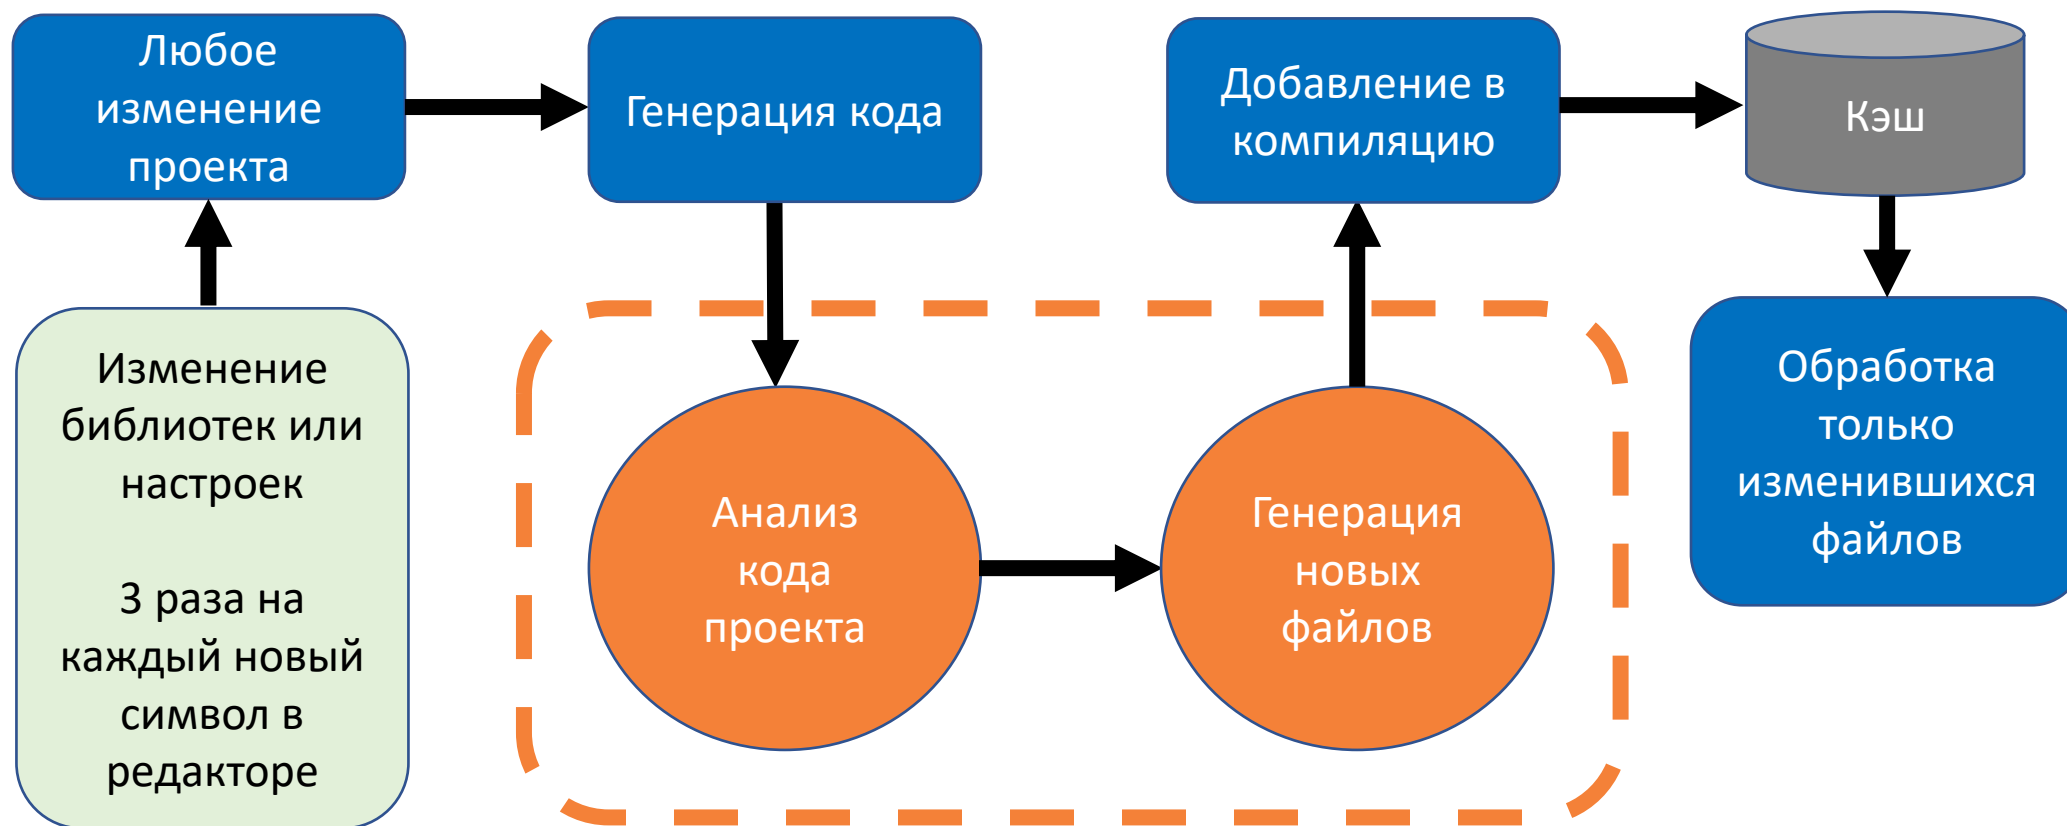 Любое
изменение
проекта
Генерация кода
Добавление в
компиляцию
Кэш
Изменение
библиотек или
настроек
3 раза на
каждый новый
символ в
редакторе
Анализ
кода
проекта
Генерация
новых
файлов
Обработка
только
изменившихся
файлов